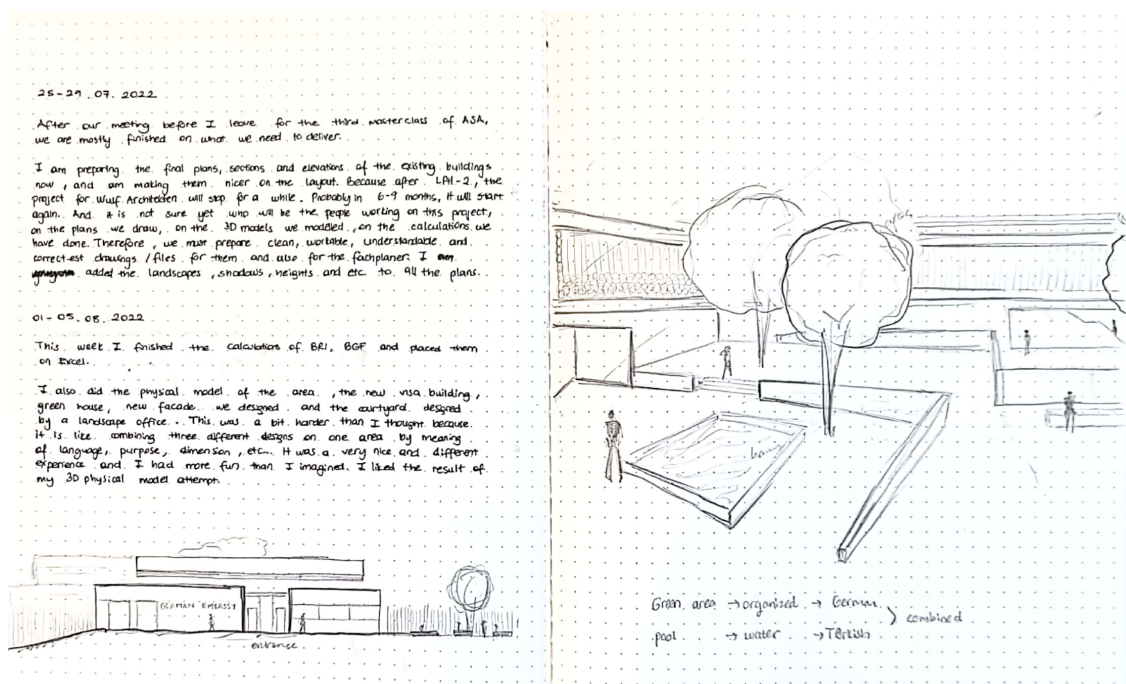 25-29.07.2022
After our meeting before I leave for the third masterclass of ASA,
we are mostly finished on what we need to deliver.
I am preparing the final plans, sections and elevations of the existing buildings
now, and am making them nicer on the layout. Because after LPH-2, the
project for Wulf Architekten will stop for a while. Probably in 6-9 months, it will start
again. And it is not sure yet who will be the people working on this project,
on the plans we draw, on the 3D models we modeled, on the calculations we
have done. Therefore, we must prepare clean, workable, understandable and
correctest drawings / files for them and also for the fachplaner. I
added the landscapes, shadows, heights and etc to all the plans.
01-05.08.2022
This week I finished the calculations of BRI, BGF and placed them
on Excel.
I also did the physical model of the area, the new visa building,
green house, new facade we designed and the courtyard designed
by a landscape office.. This was a bit harder than I thought because
it is like combining three different designs on one area by meaning
of language, purpose, dimension, etc... It was a very nice and different
experience and I had more fun than I imagined. I liked the result of
my 3D physical model attempt.
GERMAN EMBASSY
entrance
Green area → organized → German
pool → water → Türkish
} combined